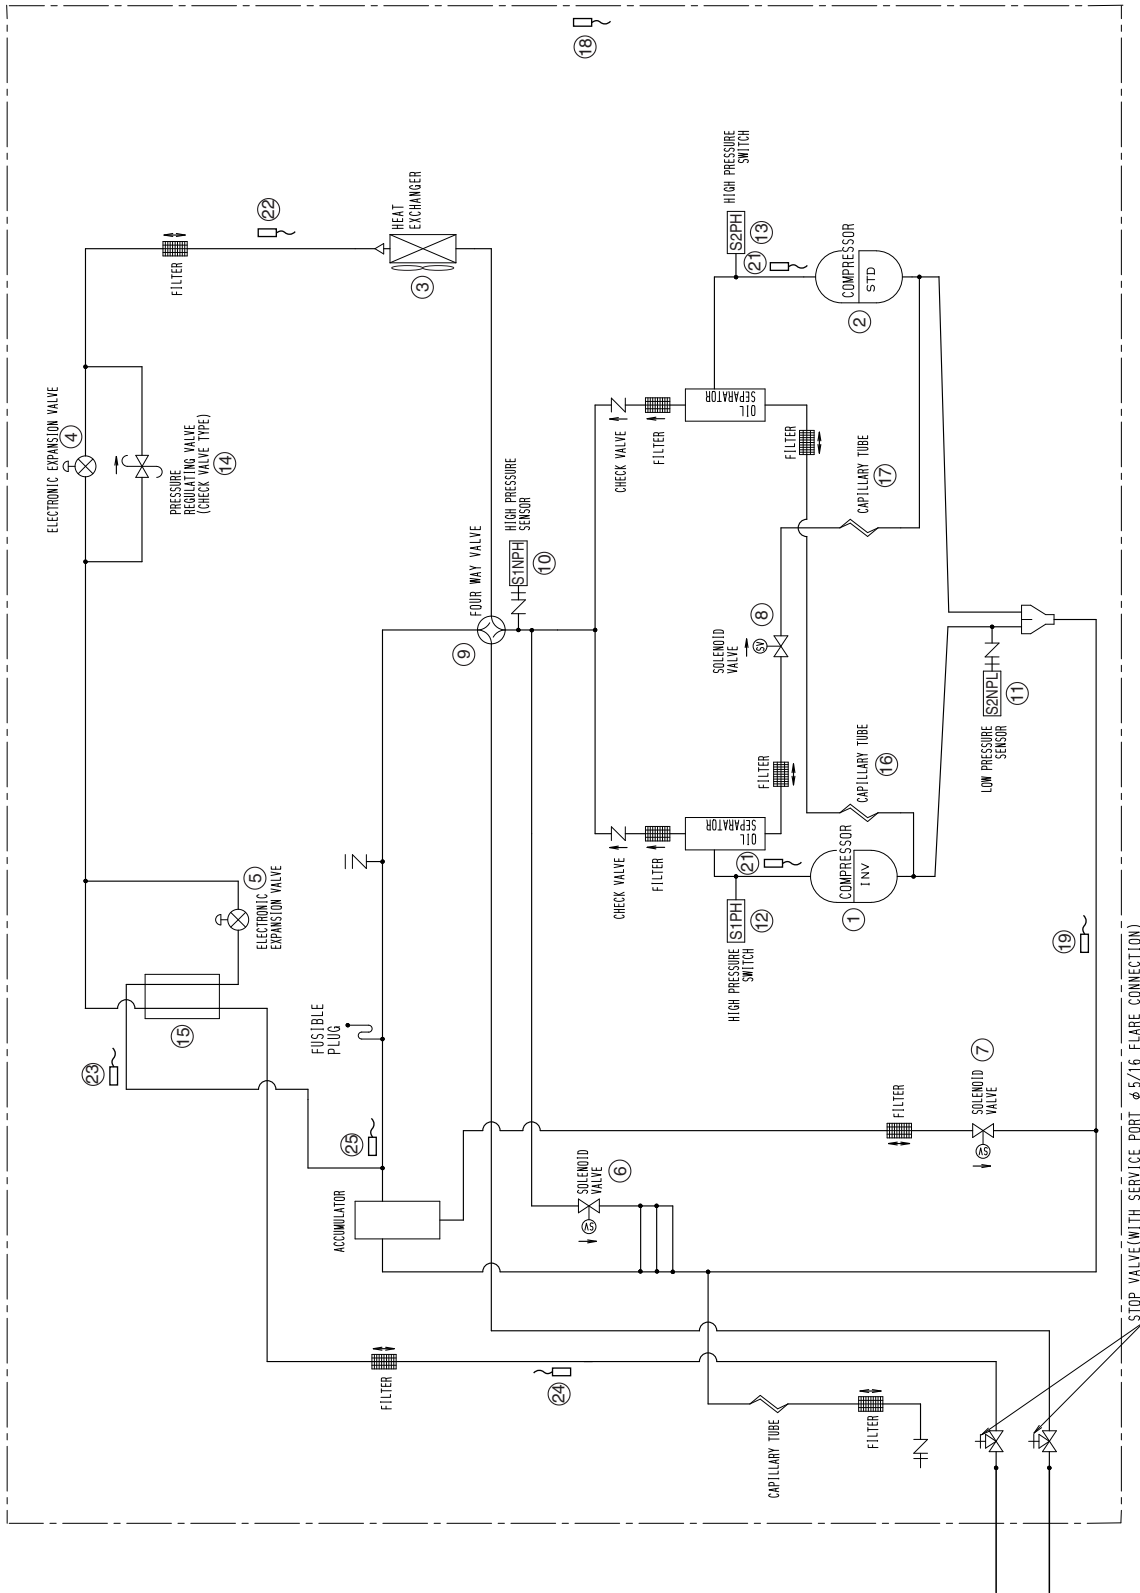 18
22
FILTER
HEAT
EXCHANGER
3
HIGH PRESSURE
SWITCH
S2PH
13
21
COMPRESSOR
STD
2
ELECTRONIC EXPANSION VALVE
4
PRESSURE
REGULATING VALVE
(CHECK VALVE TYPE)
14
OIL
SEPARATOR
CHECK VALVE
FILTER
FILTER
CAPILLARY TUBE
17
HIGH PRESSURE
SENSOR
S1NPH
10
FOUR WAY VALVE
9
SOLENOID
VALVE
SV
8
LOW PRESSURE
SENSOR
S2NPL
11
FILTER
CAPILLARY TUBE
16
OIL
SEPARATOR
CHECK VALVE
FILTER
21
COMPRESSOR
INV
1
HIGH PRESSURE
SWITCH
S1PH
12
5
ELECTRONIC
EXPANSION VALVE
15
23
FUSIBLE
PLUG
25
19
ACCUMULATOR
SOLENOID
VALVE
SV
6
FILTER
SOLENOID
VALVE
SV
7
FILTER
24
CAPILLARY TUBE
FILTER
STOP VALVE(WITH SERVICE PORT φ5/16 FLARE CONNECTION)